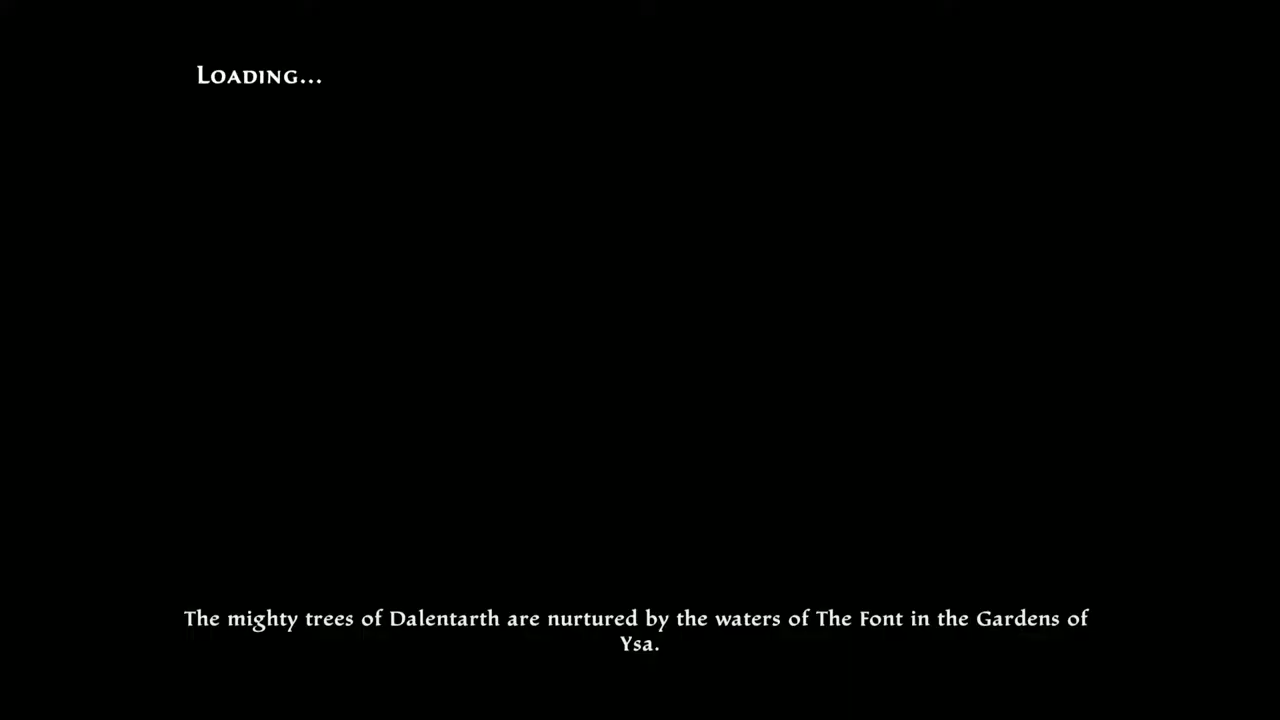 Loading...
The mighty trees of Dalentarth are nurtured by the waters of The Font in the Gardens of
Ysa.